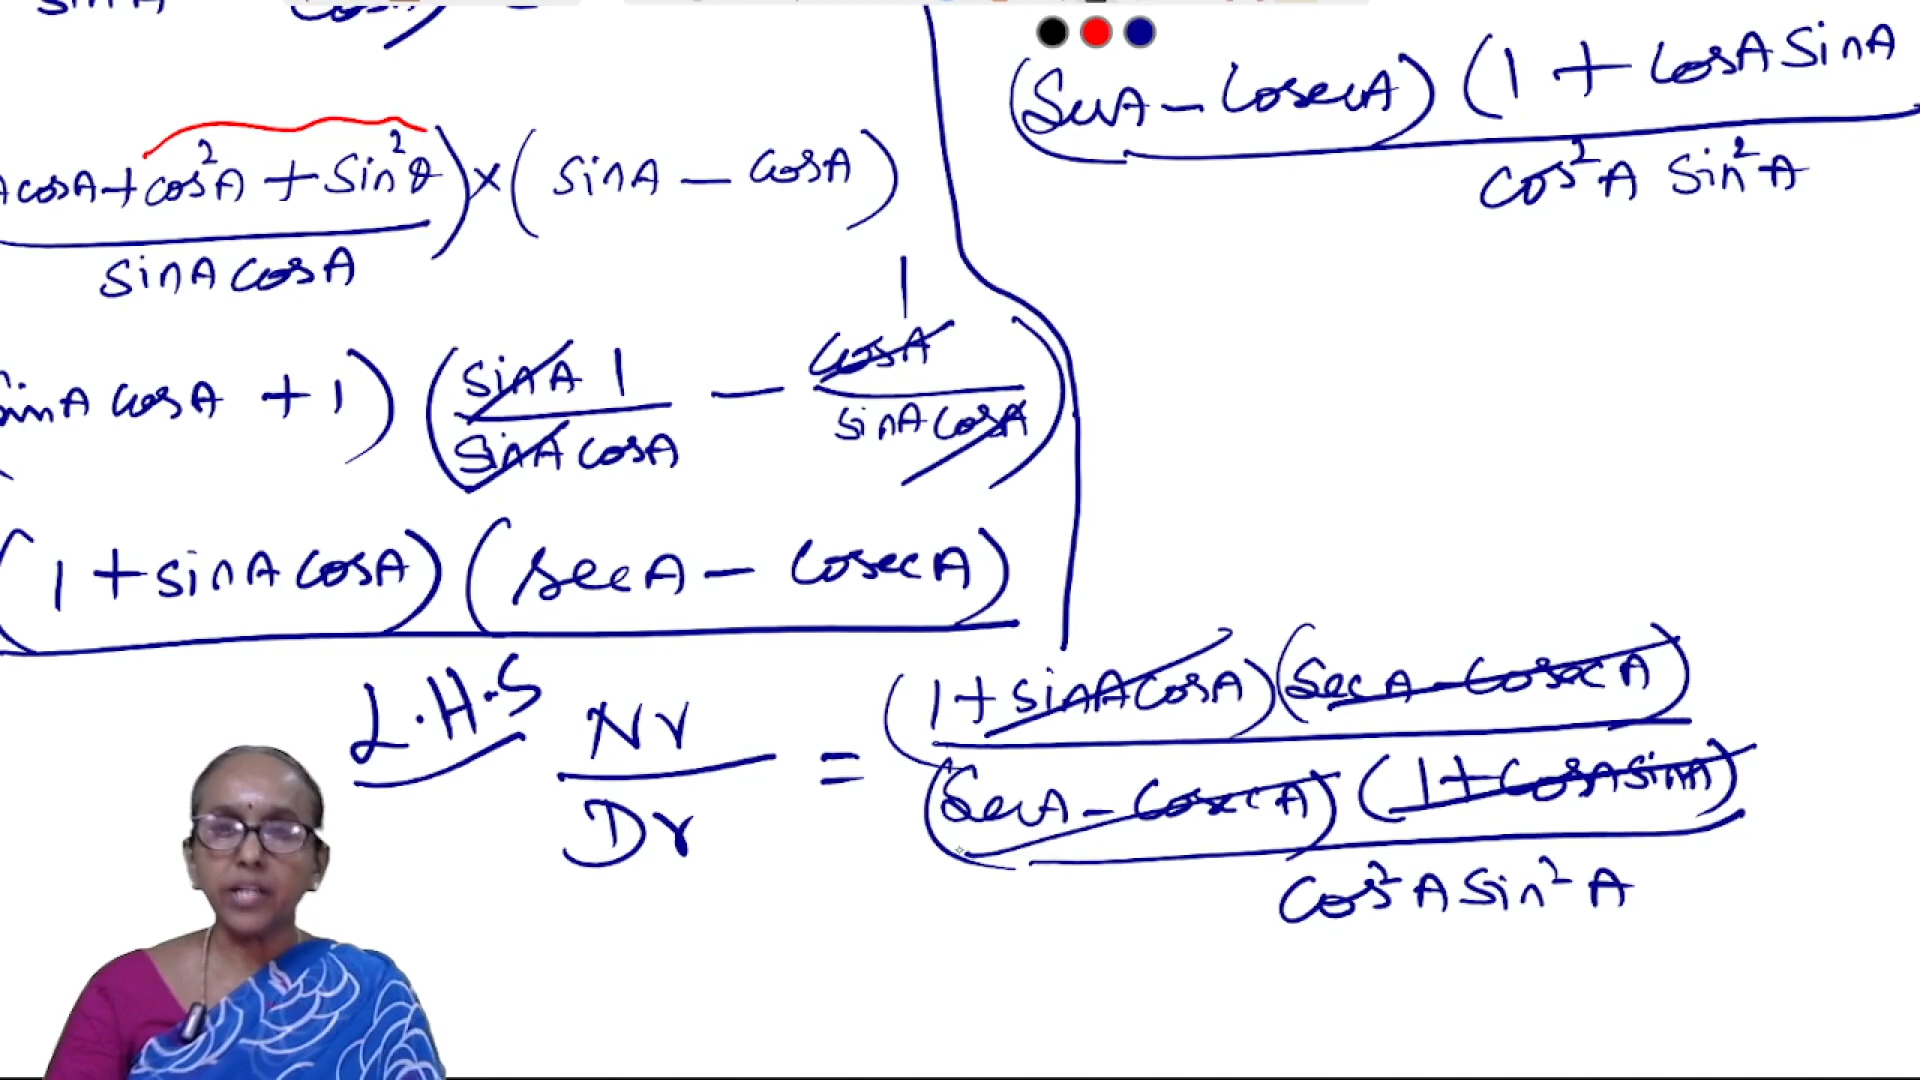 AcosA + cos²A + Sin²θ) × (sinA − cosA)
sinA cosA
sinA cosA + 1) (sinA 1 − cosA 1
sinA cosA sinA cosA)
(1 + sinA cosA) (secA − cosecA)
(SecA − CosecA) (1 + cosA SinA
cos²A Sin²A
L.H.S Nr = (1 + sinA cosA) (SecA − CosecA)
Dr (SecA − CosecA) (1 + CosA SinA)
Cos²A Sin²A